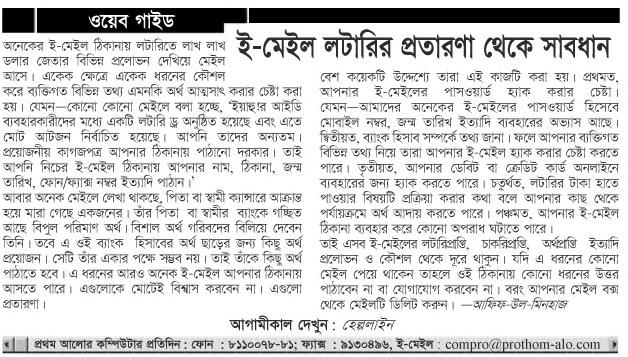 ওয়েব গাইড
ই-মেইল লটারির প্রতারণা থেকে সাবধান
অনেকের ই-মেইল ঠিকানায় লটারিতে লাখ লাখ
ডলার জেতার বিভিন্ন প্রলোভন দেখিয়ে মেইল
আসে। একেক ক্ষেত্রে একেক ধরনের কৌশল
করে ব্যক্তিগত বিভিন্ন তথ্য এমনকি অর্থ আত্মসাৎ করার চেষ্টা করা
হয়। যেমন—কোনো কোনো মেইলে বলা হচ্ছে, 'ইয়াহু!র আইডি
ব্যবহারকারীদের মধ্যে একটি লটারি ড্র অনুষ্ঠিত হয়েছে এবং এতে
মোট আটজন নির্বাচিত হয়েছে। আপনি তাদের অন্যতম।
প্রয়োজনীয় কাগজপত্র আপনার ঠিকানায় পাঠানো দরকার। তাই
আপনি নিচের ই-মেইল ঠিকানায় আপনার নাম, ঠিকানা, জন্ম
তারিখ, ফোন/ফ্যাক্স নম্বর ইত্যাদি পাঠান।'
আবার অনেক মেইলে লেখা থাকছে, পিতা বা স্বামী ক্যান্সারে আক্রান্ত
হয়ে মারা গেছে একজনের। তাঁর পিতা বা স্বামীর ব্যাংকে গচ্ছিত
আছে বিপুল পরিমাণ অর্থ। বিশাল অর্থ গরিবদের বিলিয়ে দেবেন
তিনি। তবে এ ওই ব্যাংক হিসাবের অর্থ ছাড়ের জন্য কিছু অর্থ
প্রয়োজন। সেটি তাঁর একার পক্ষে সম্ভব নয়। তাই তাঁকে কিছু অর্থ
পাঠাতে হবে। এ ধরনের আরও অনেক ই-মেইল আপনার ঠিকানায়
আসতে পারে। এগুলোকে মোটেই বিশ্বাস করবেন না। এগুলো
প্রতারণা।
বেশ কয়েকটি উদ্দেশ্যে তারা এই কাজটি করা হয়। প্রথমত,
আপনার ই-মেইলের পাসওয়ার্ড হ্যাক করার চেষ্টা।
যেমন—আমাদের অনেকের ই-মেইলের পাসওয়ার্ড হিসেবে
মোবাইল নম্বর, জন্ম তারিখ ইত্যাদি ব্যবহারের অভ্যাস আছে।
দ্বিতীয়ত, ব্যাংক হিসাব সম্পর্কে তথ্য জানা। ফলে আপনার ব্যক্তিগত
বিভিন্ন তথ্য নিয়ে তারা আপনার ই-মেইল হ্যাক করার চেষ্টা করতে
পারে। তৃতীয়ত, আপনার ডেবিট বা ক্রেডিট কার্ড অনলাইনে
ব্যবহারের জন্য হ্যাক করতে পারে। চতুর্থত, লটারির টাকা হাতে
পাওয়ার বিষয়টি প্রক্রিয়া করার কথা বলে আপনার কাছ থেকে
পর্যায়ক্রমে অর্থ আদায় করতে পারে। পঞ্চমত, আপনার ই-মেইল
ঠিকানা ব্যবহার করে কোনো অপরাধ ঘটাতে পারে।
তাই এসব ই-মেইলের লটারিপ্রাপ্তি, চাকরিপ্রাপ্তি, অর্থপ্রাপ্তি ইত্যাদি
প্রলোভন ও কৌশল থেকে দূরে থাকুন। যদি এ ধরনের কোনো
মেইল পেয়ে থাকেন তাহলে ওই ঠিকানায় কোনো ধরনের উত্তর
পাঠাবেন না বা যোগাযোগ করবেন না। বরং আপনার মেইল বক্স
থেকে মেইলটি ডিলিট করুন। —আফিফ-উল-মিনহাজ
আগামীকাল দেখুন : হেল্পলাইন
প্রথম আলোর কম্পিউটার প্রতিদিন : ফোন : ৮১১০০৭৮-৮১; ফ্যাক্স : ৯১৩০৪৯৬, ই-মেইল : compro@prothom-alo.com